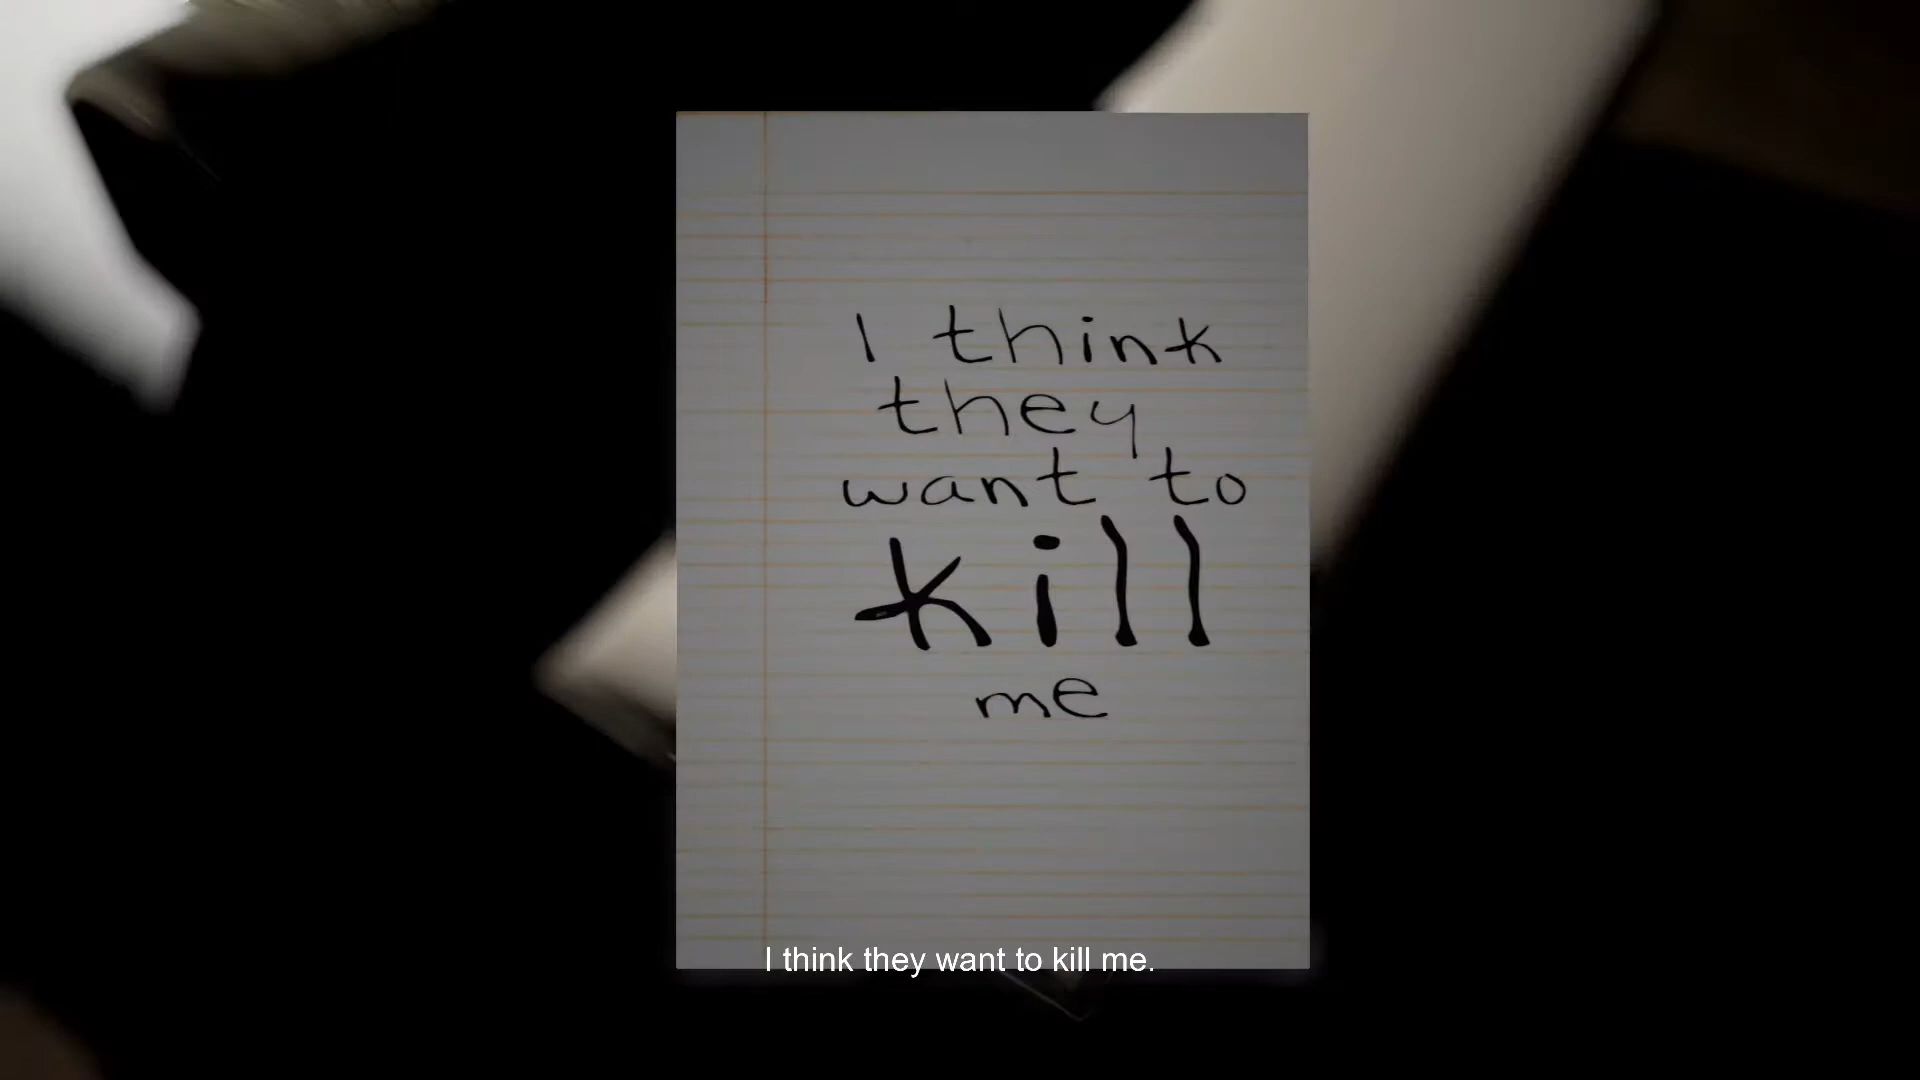 I think
they
want to
kill
me
I think they want to kill me.